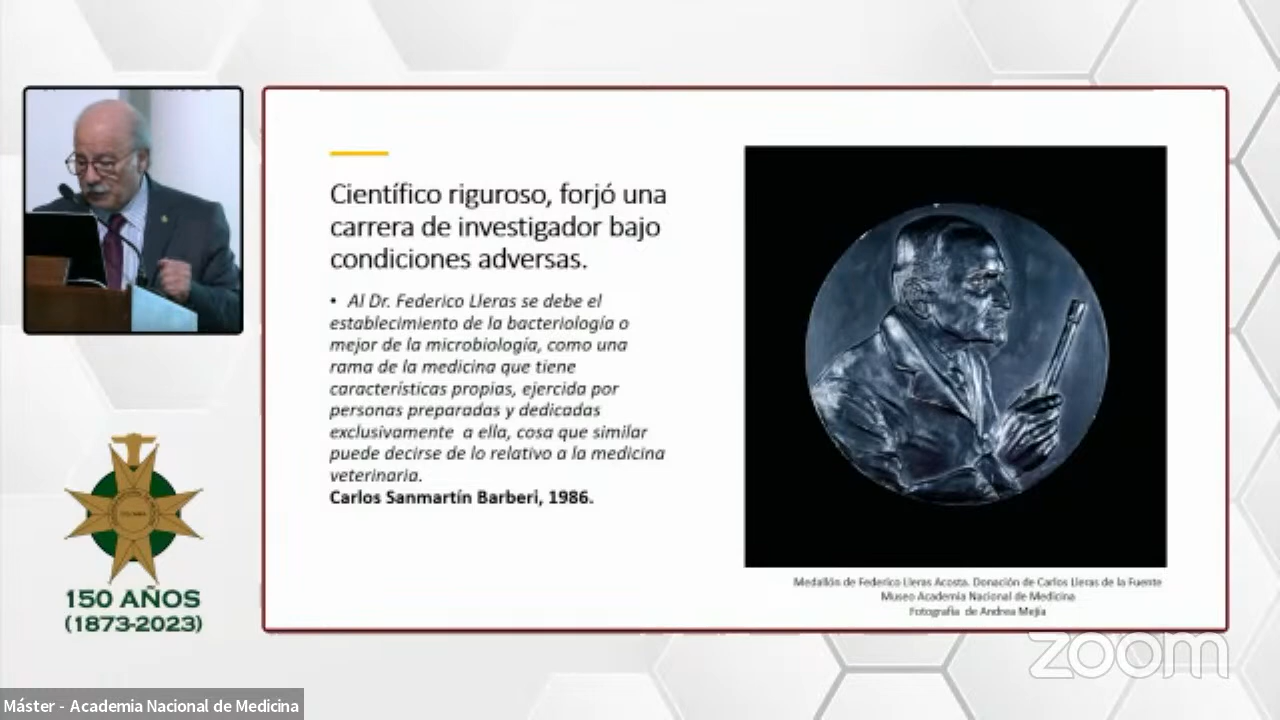 Científico riguroso, forjó una
carrera de investigador bajo
condiciones adversas.
• Al Dr. Federico Lleras se debe el
establecimiento de la bacteriología o
mejor de la microbiología, como una
rama de la medicina que tiene
características propias, ejercida por
personas preparadas y dedicadas
exclusivamente a ella, cosa que similar
puede decirse de lo relativo a la medicina
veterinaria.
Carlos Sanmartín Barberi, 1986.
Medallón de Federico Lleras Acosta. Donación de Carlos Lleras de la Fuente
Museo Academia Nacional de Medicina
Fotografía de Andrea Mejía
150 AÑOS
(1873-2023)
zoom
Máster - Academia Nacional de Medicina